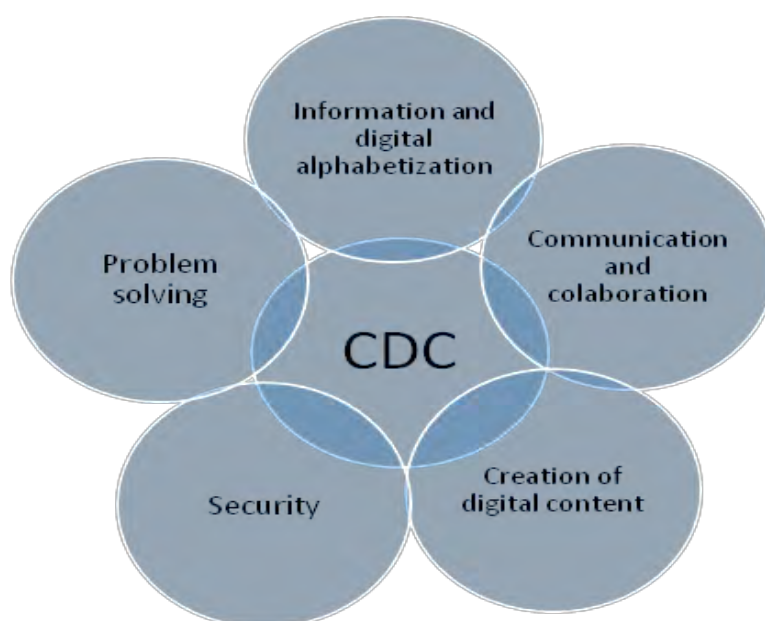 Information and
digital
alphabetization
Communication
and
colaboration
Problem
solving
CDC
Creation of
digital content
Security